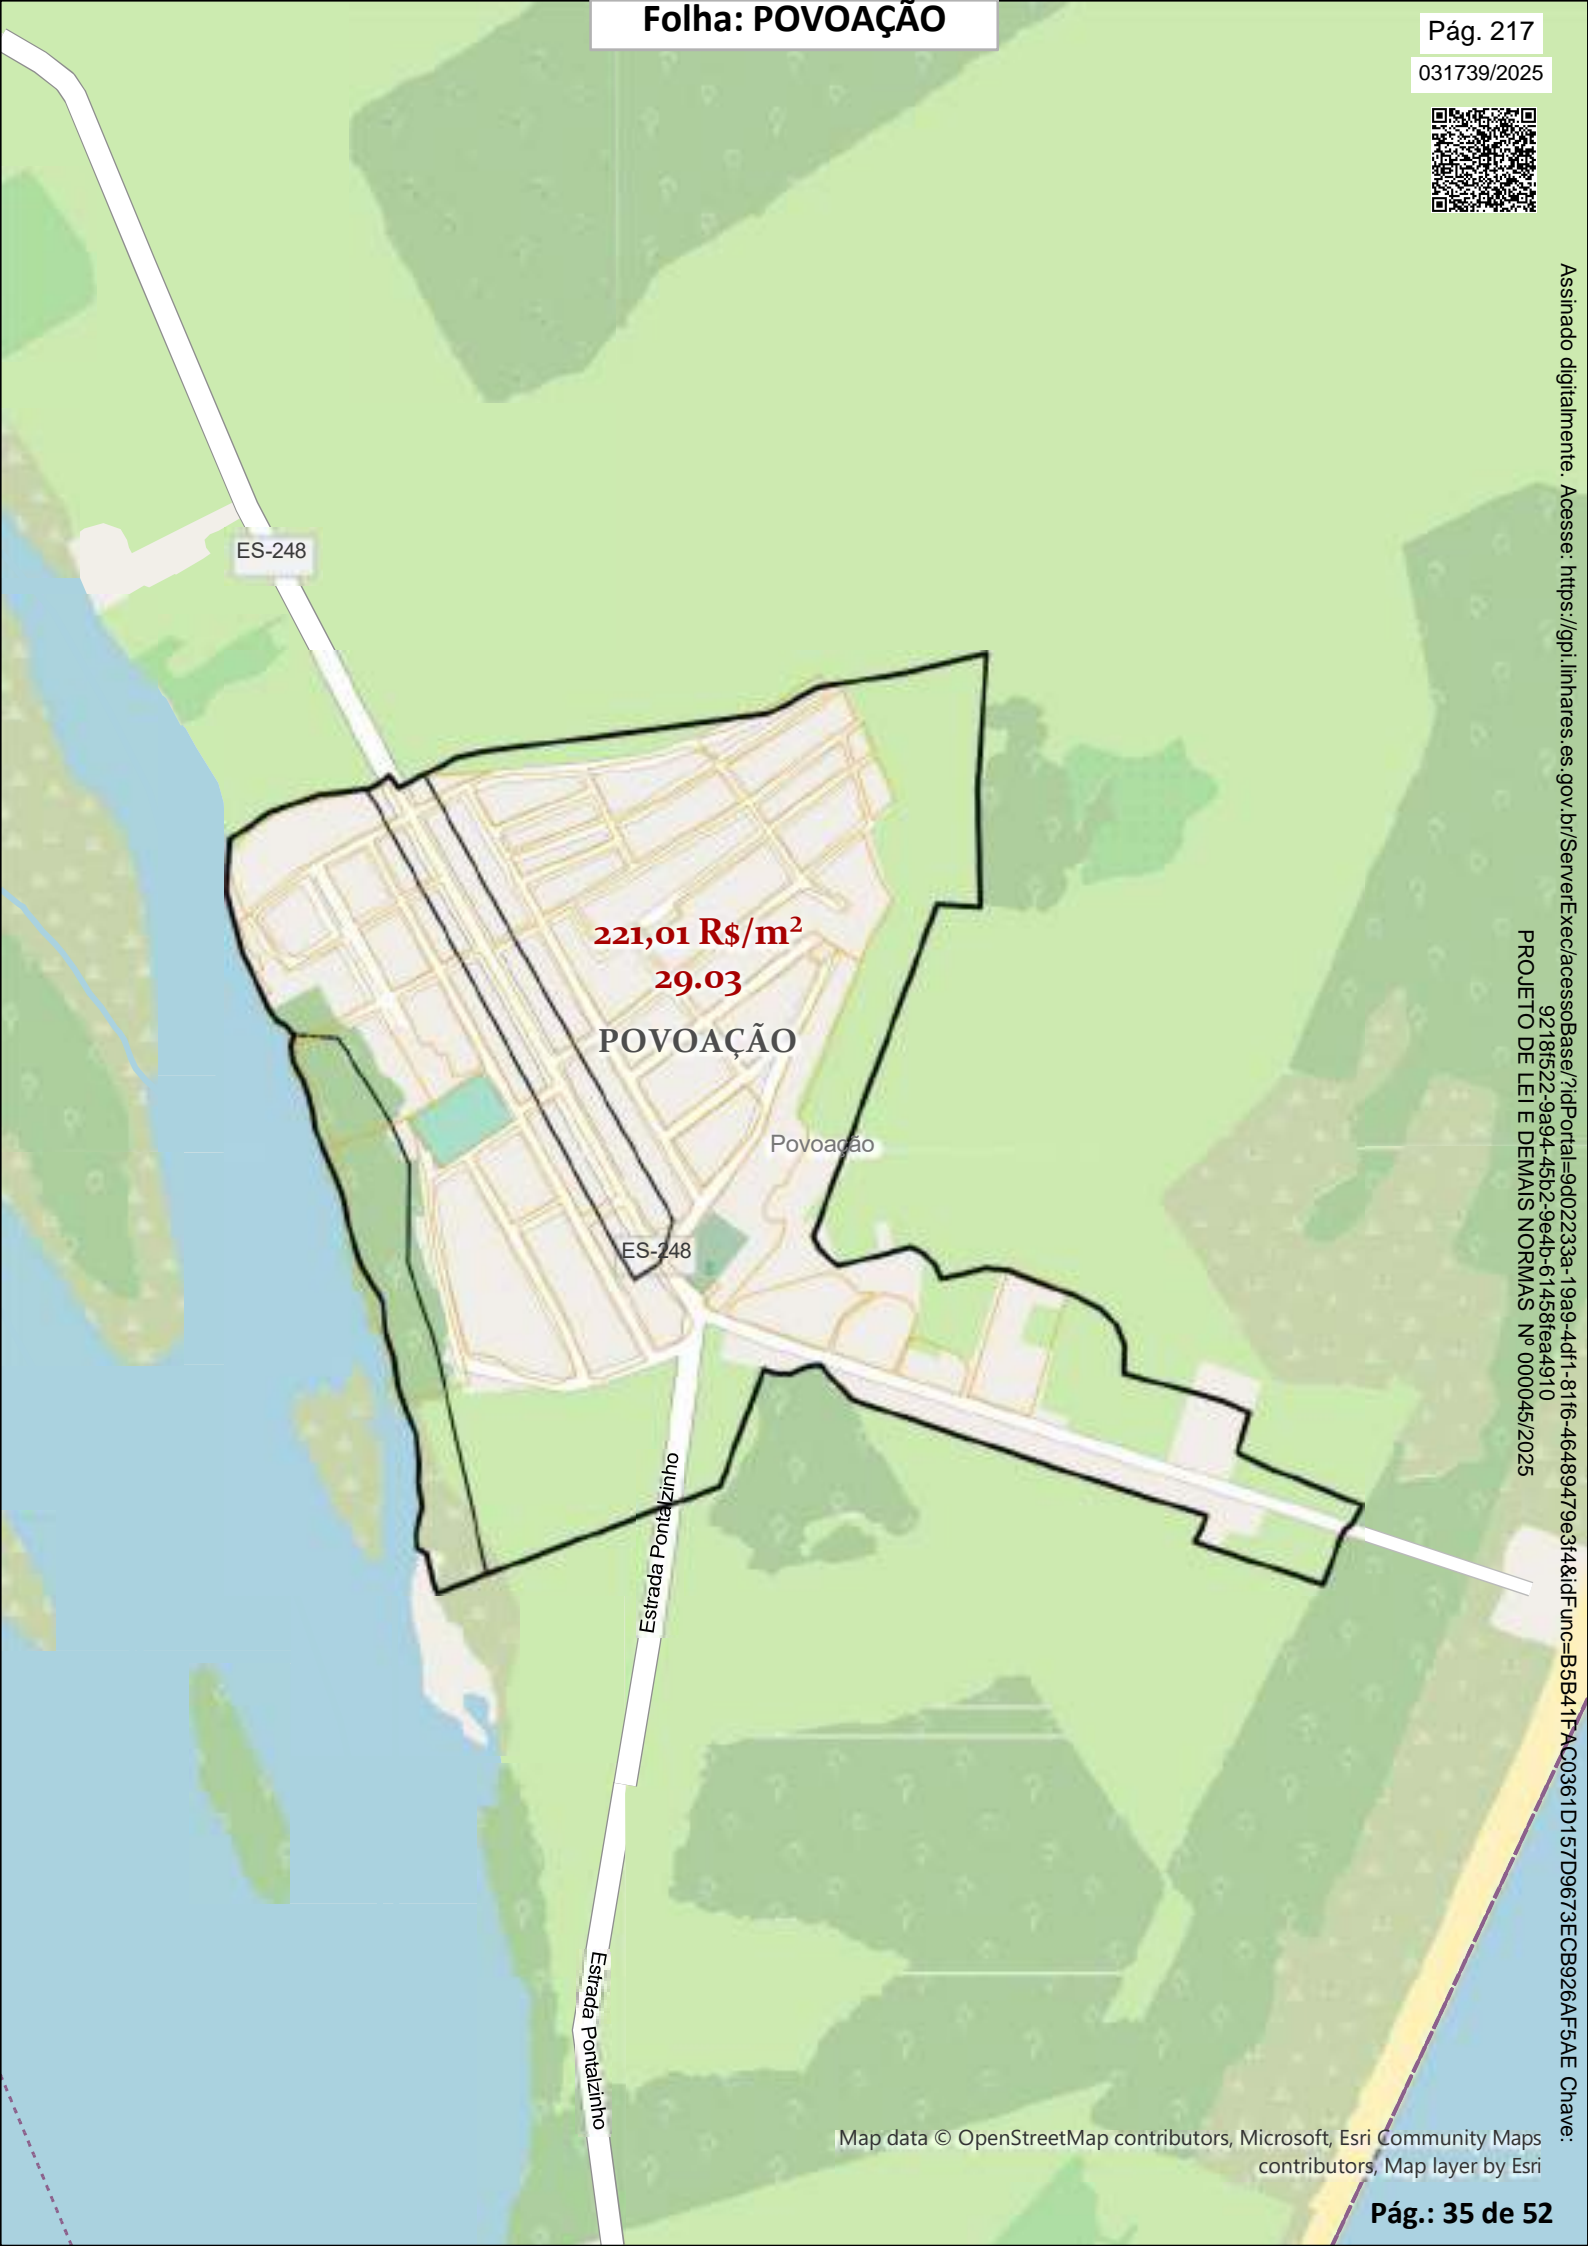 Folha: POVOAÇÃO
Pág. 217
031739/2025
Assinado digitalmente. Acesse: https://gpi.linhares.es.gov.br/ServerExec/acessoBase/?idPortal=9d02233a-19a9-4df1-81f6-46489479e3f4&idFunc=B5B41FAC0361D157D9673ECB926AF5AE Chave:
9218f522-9a94-45b2-9e4b-61458fea4910
PROJETO DE LEI E DEMAIS NORMAS Nº 000045/2025
ES-248
221,01 R$/m²
29.03
POVOAÇÃO
Povoação
ES-248
Estrada Pontalzinho
Estrada Pontalzinho
Map data © OpenStreetMap contributors, Microsoft, Esri Community Maps
contributors, Map layer by Esri
Pág.: 35 de 52